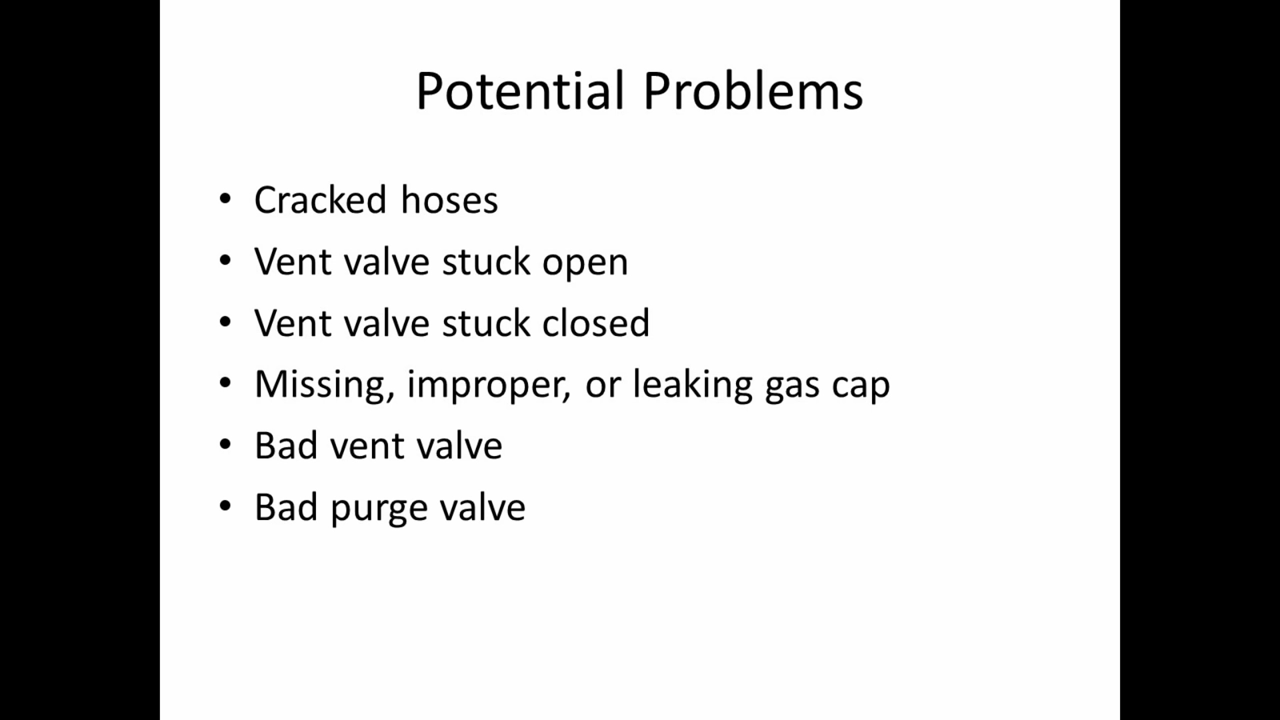 Potential Problems
• Cracked hoses
• Vent valve stuck open
• Vent valve stuck closed
• Missing, improper, or leaking gas cap
• Bad vent valve
• Bad purge valve